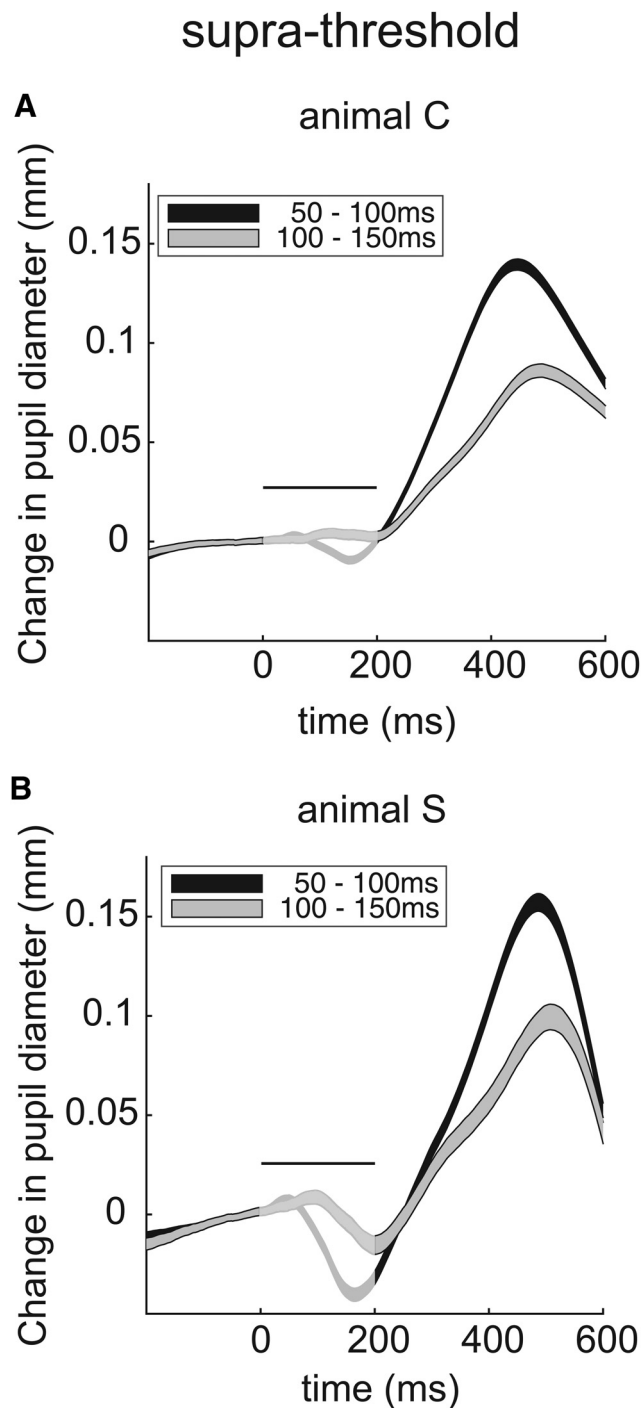 supra-threshold
A
animal C
Change in pupil diameter (mm)
50 - 100ms
100 - 150ms
0.15
0.1
0.05
0
0 200 400 600
time (ms)
B
animal S
Change in pupil diameter (mm)
50 - 100ms
100 - 150ms
0.15
0.1
0.05
0
0 200 400 600
time (ms)